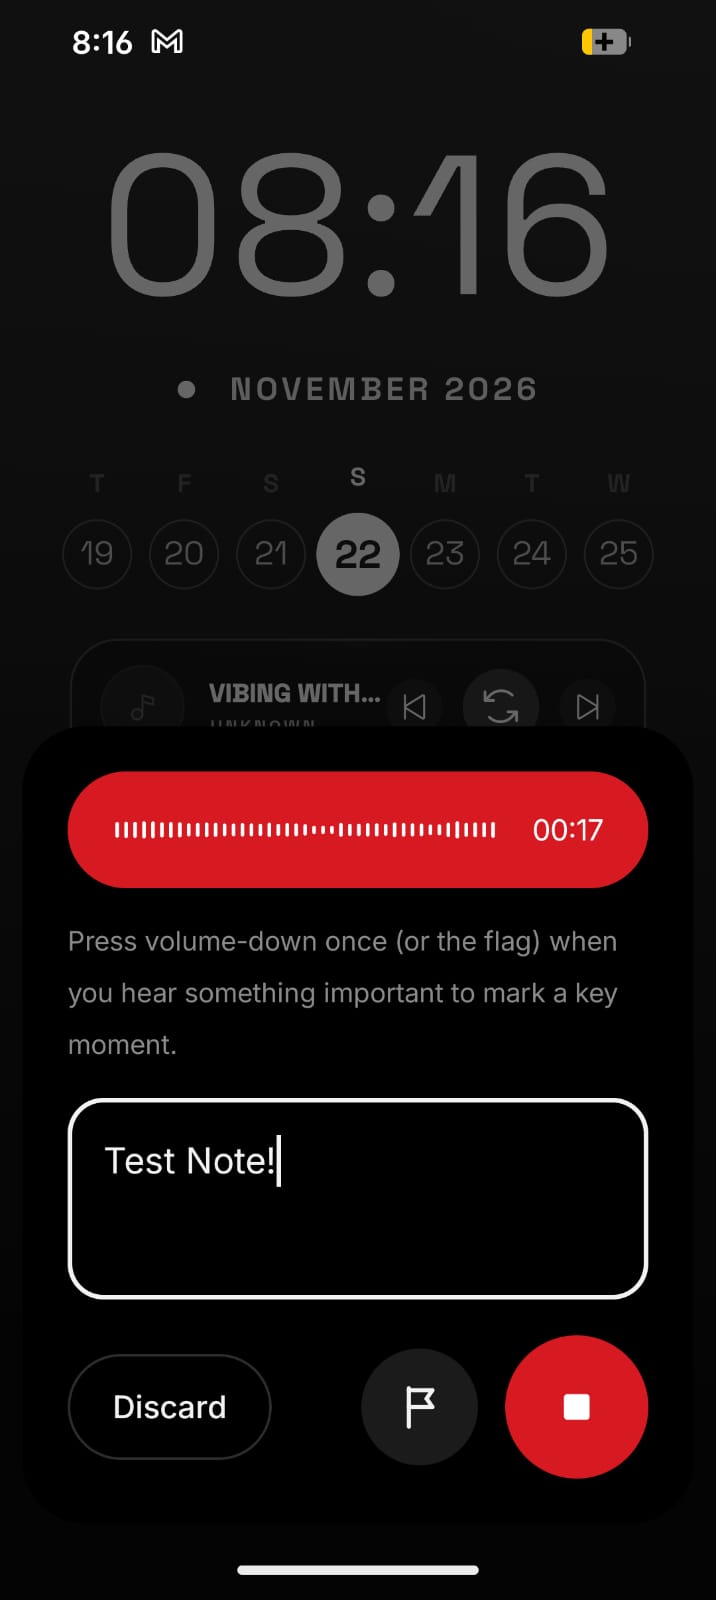 8:16
08:16
NOVEMBER 2026
T F S S M T W
19 20 21 22 23 24 25
VIBING WITH...
UNKNOWN
00:17
Press volume-down once (or the flag) when
you hear something important to mark a key
moment.
Test Note!
Discard